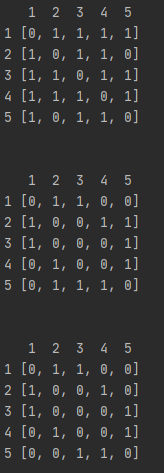 1 2 3 4 5
1 [0, 1, 1, 1, 1]
2 [1, 0, 1, 1, 0]
3 [1, 1, 0, 1, 1]
4 [1, 1, 1, 0, 1]
5 [1, 0, 1, 1, 0]
1 2 3 4 5
1 [0, 1, 1, 0, 0]
2 [1, 0, 0, 1, 1]
3 [1, 0, 0, 0, 1]
4 [0, 1, 0, 0, 1]
5 [0, 1, 1, 1, 0]
1 2 3 4 5
1 [0, 1, 1, 0, 0]
2 [1, 0, 0, 1, 0]
3 [1, 0, 0, 0, 1]
4 [0, 1, 0, 0, 1]
5 [0, 0, 1, 1, 0]